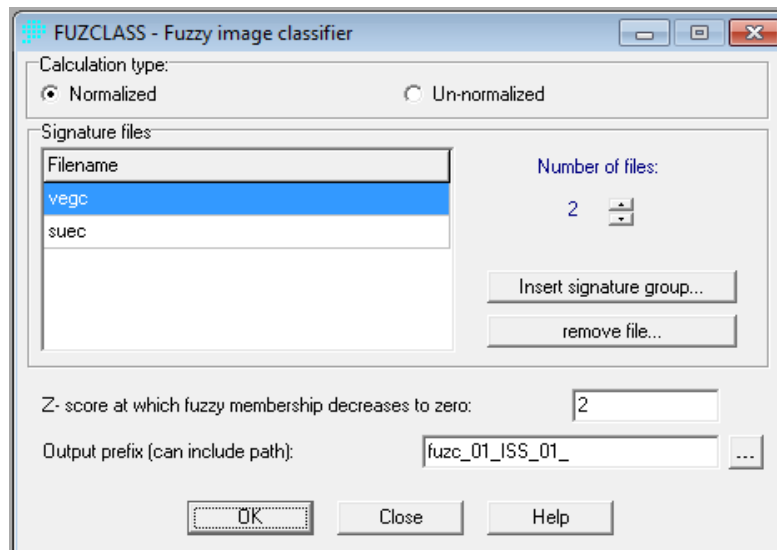 FUZCLASS - Fuzzy image classifier
Calculation type:
Normalized Un-normalized
Signature files
Filename
vegc
suec
Number of files:
2
Insert signature group...
remove file...
Z- score at which fuzzy membership decreases to zero: 2
Output prefix (can include path): fuzc_01_ISS_01_ ...
OK Close Help